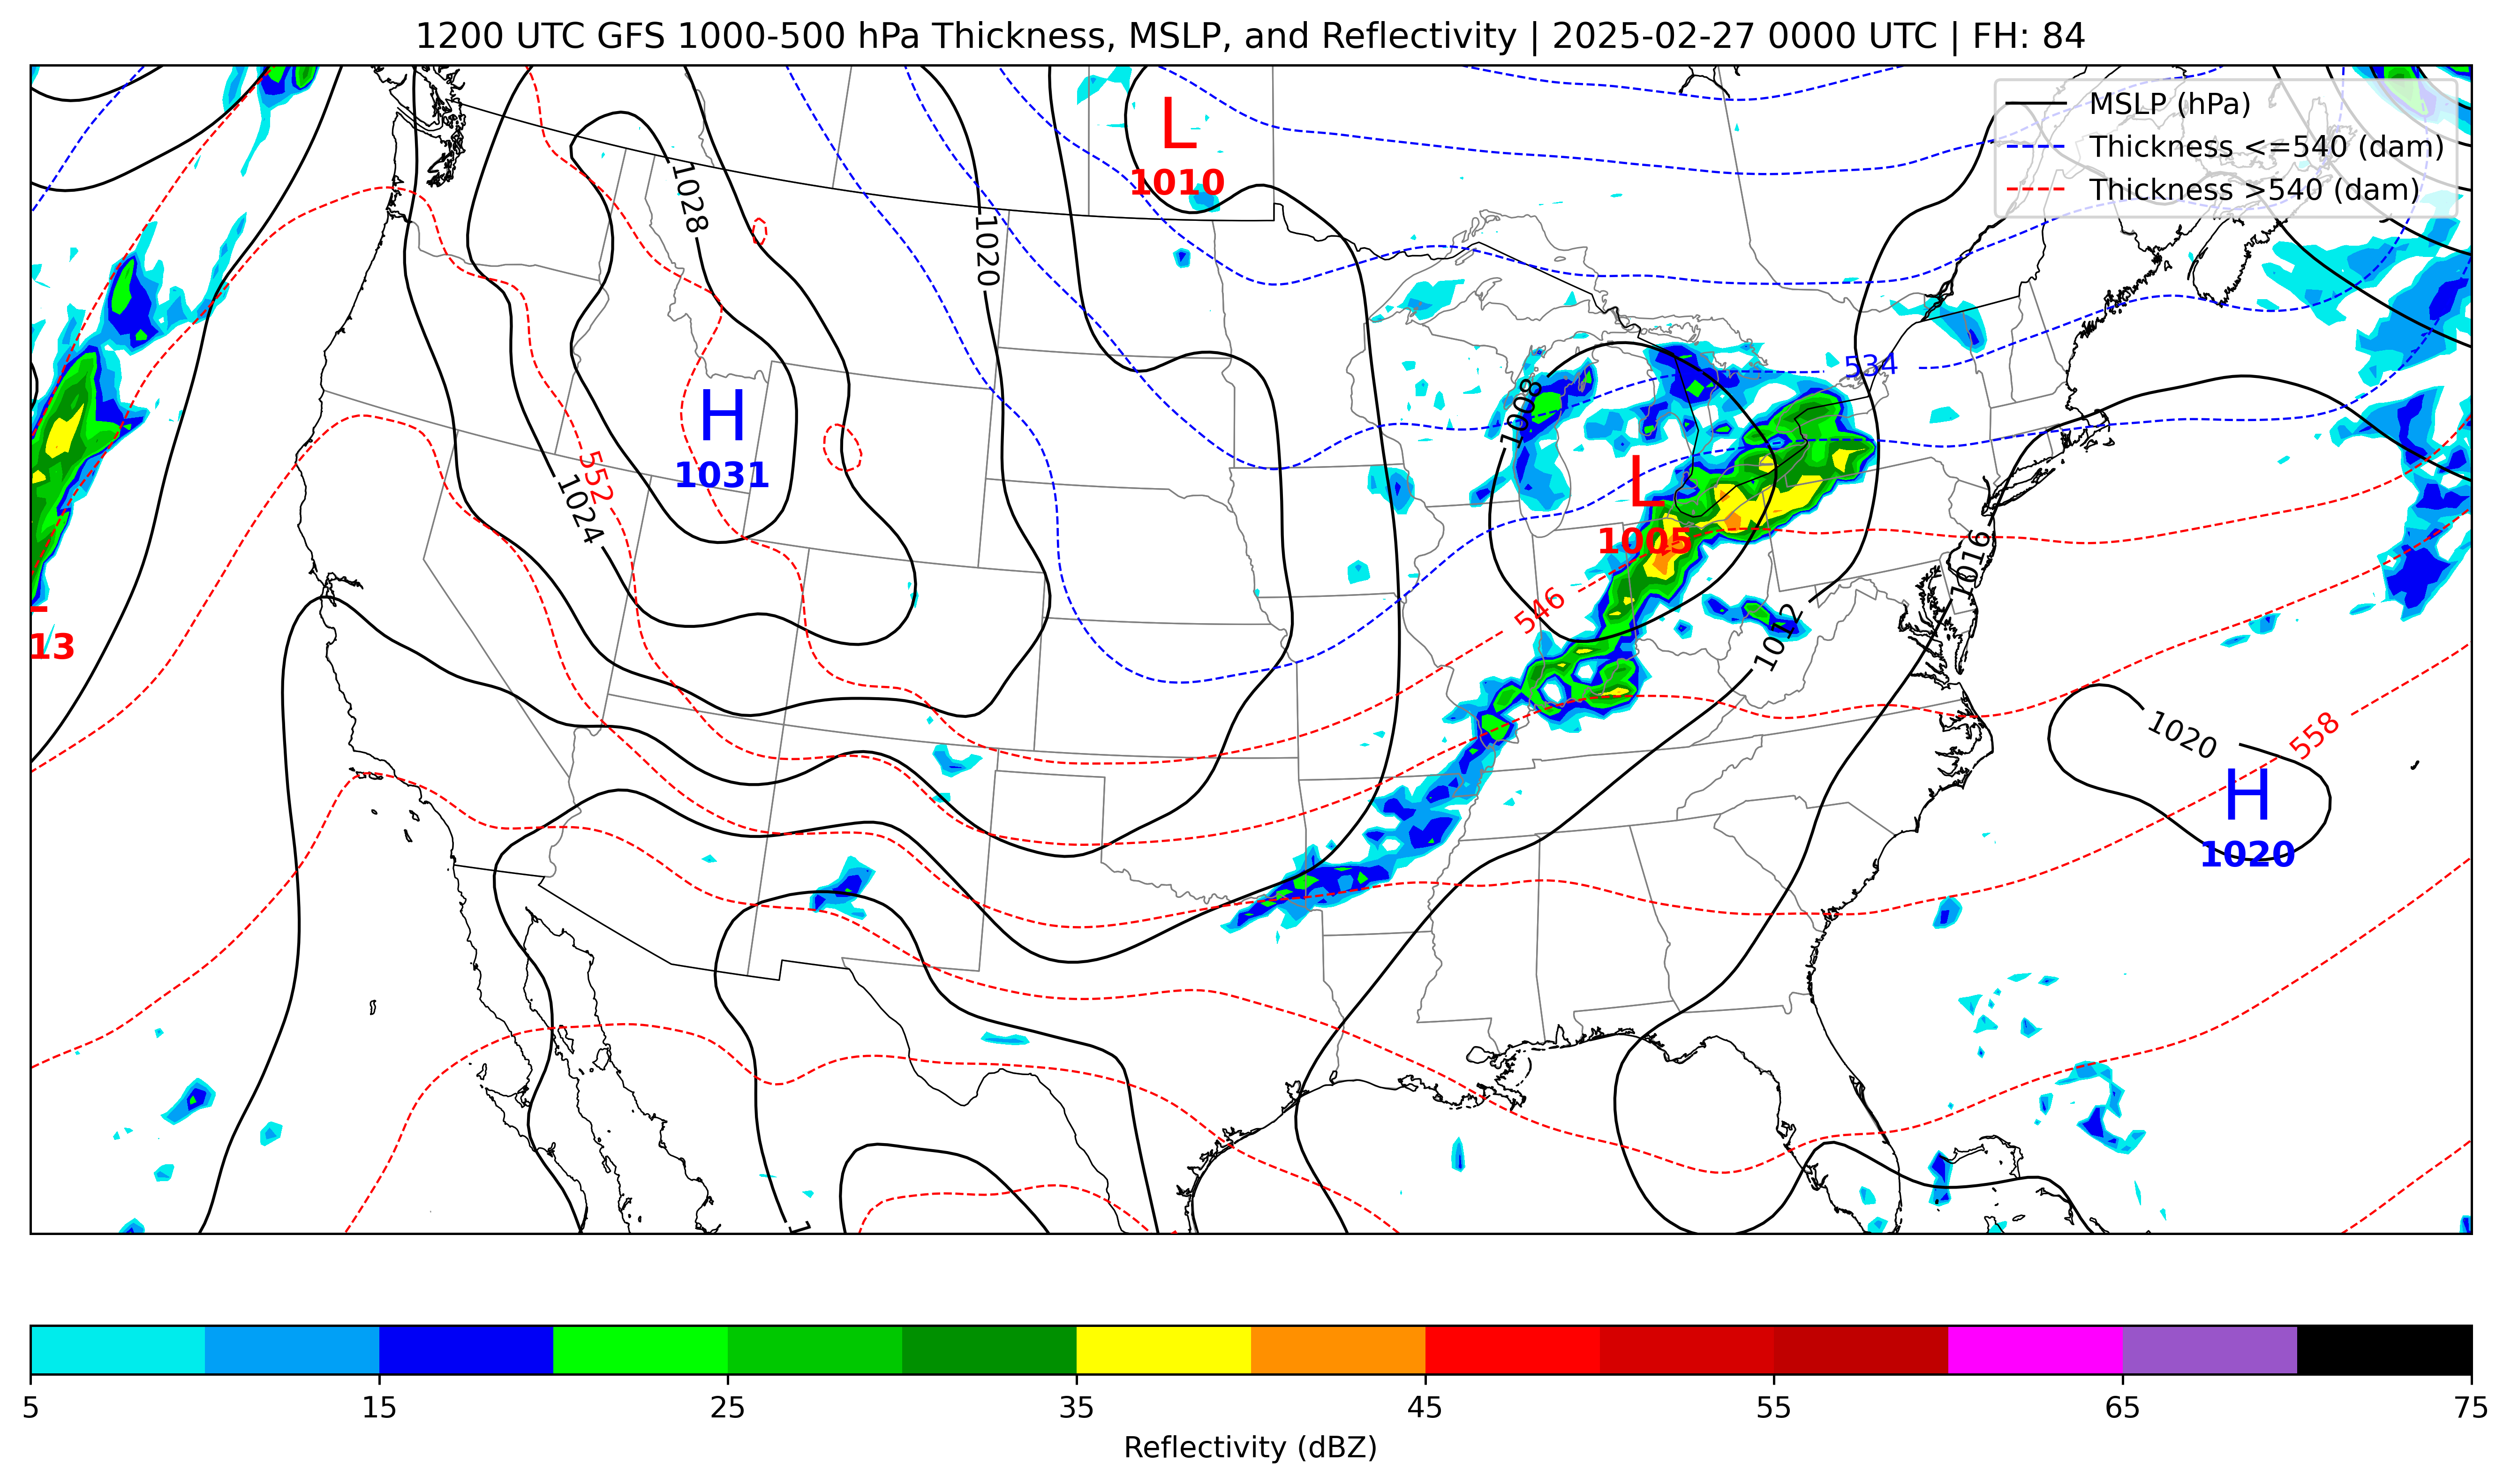 1200 UTC GFS 1000-500 hPa Thickness, MSLP, and Reflectivity | 2025-02-27 0000 UTC | FH: 84
MSLP (hPa)
Thickness <=540 (dam)
Thickness >540 (dam)
L
1010
1028
1020
534
1008
H
1031
552
1024
L
1005
546
1016
1012
13
1020
558
H
1020
5 15 25 35 45 55 65 75
Reflectivity (dBZ)